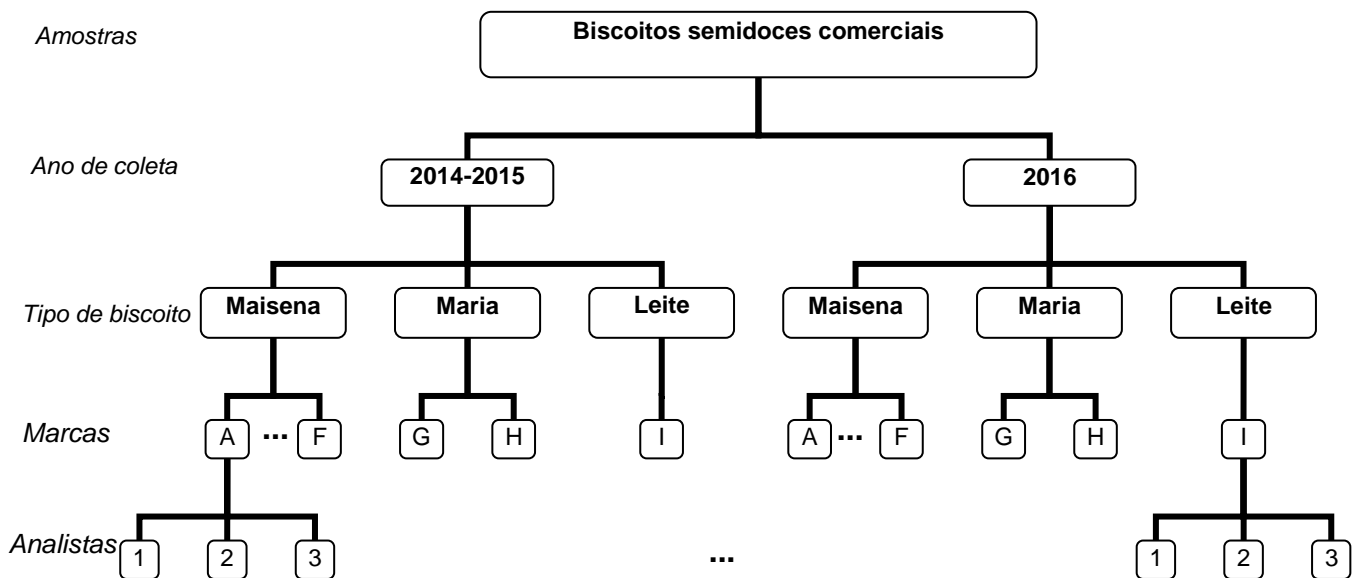 Amostras
Biscoitos semidoces comerciais
Ano de coleta
2014-2015
2016
Tipo de biscoito
Maisena
Maria
Leite
Maisena
Maria
Leite
Marcas
A ... F
G
H
I
A ... F
G
H
I
Analistas
1
2
3
...
1
2
3